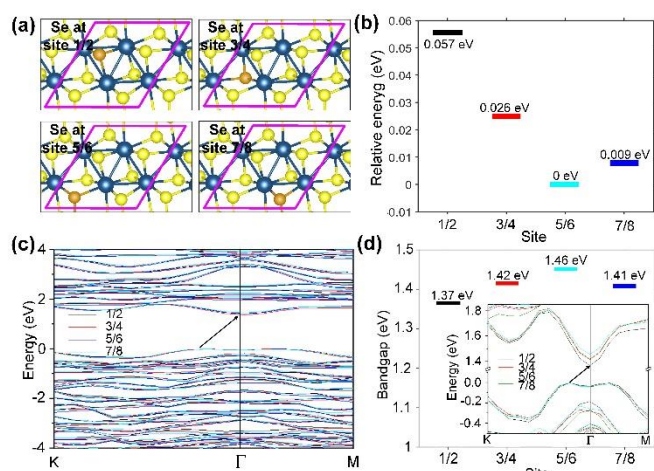 (a)
Se at
site 1/2
Se at
site 3/4
Se at
site 5/6
Se at
site 7/8
(b)
Relative enenyg (eV)
0.06
0.05
0.04
0.03
0.02
0.01
0
-0.01
0.057 eV
0.026 eV
0 eV
0.009 eV
1/2
3/4
5/6
7/8
Site
(c)
Energy (eV)
4
2
0
-2
-4
1/2
3/4
5/6
7/8
K
Γ
M
(d)
Bandgap (eV)
1.5
1.4
1.3
1.2
1.1
1
1.37 eV
1.42 eV
1.46 eV
1.41 eV
Energy (eV)
1.8
1.6
1.4
0.0
-0.4
1/2
3/4
5/6
7/8
K
Γ
M
1/2
3/4
5/6
7/8
Site